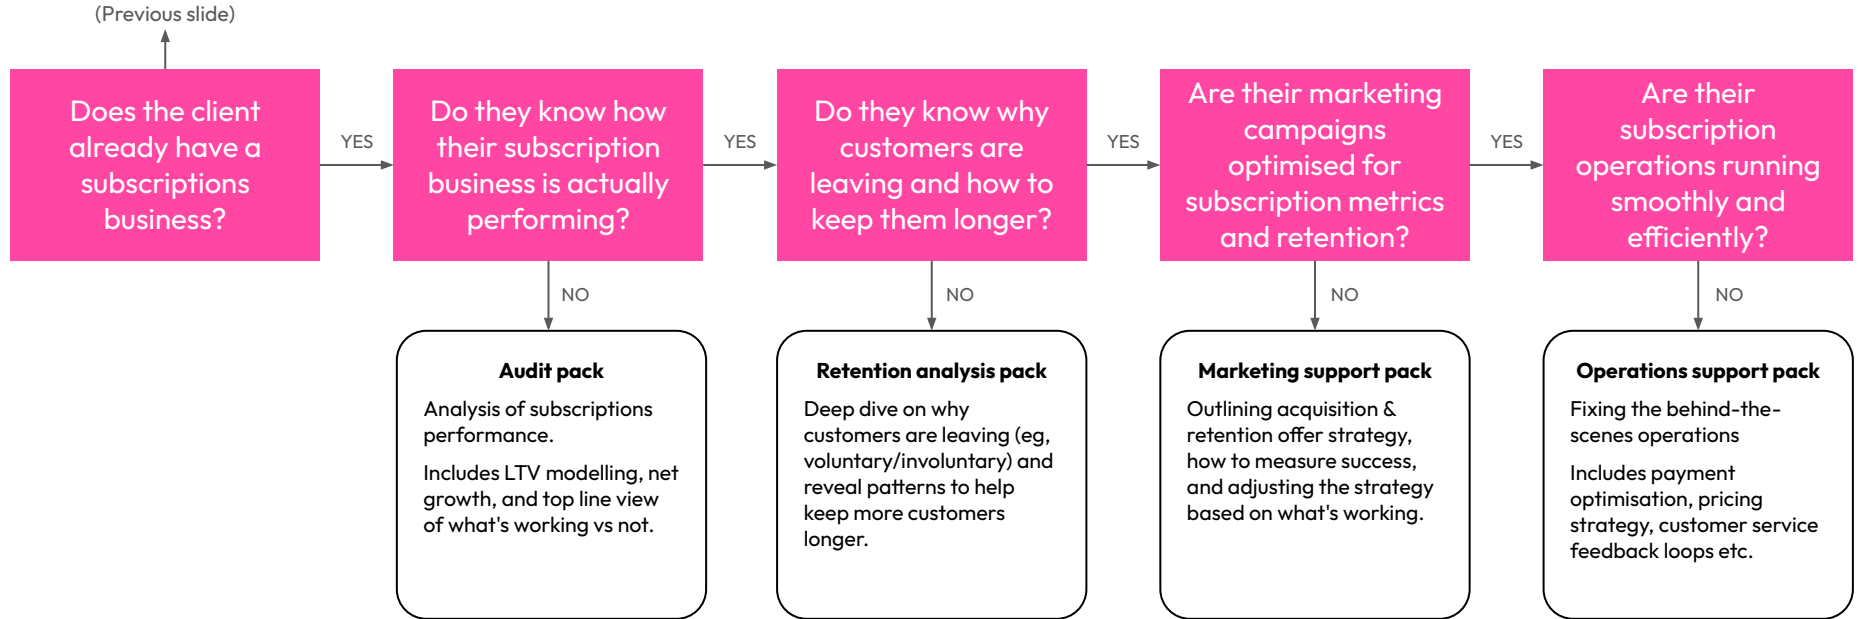 (Previous slide)
Does the client
already have a
subscriptions
business?
YES
Do they know how
their subscription
business is actually
performing?
YES
Do they know why
customers are
leaving and how to
keep them longer?
YES
Are their marketing
campaigns
optimised for
subscription metrics
and retention?
YES
Are their
subscription
operations running
smoothly and
efficiently?
NO
NO
NO
NO
Audit pack
Analysis of subscriptions
performance.
Includes LTV modelling, net
growth, and top line view
of what's working vs not.
Retention analysis pack
Deep dive on why
customers are leaving (eg,
voluntary/involuntary) and
reveal patterns to help
keep more customers
longer.
Marketing support pack
Outlining acquisition &
retention offer strategy,
how to measure success,
and adjusting the strategy
based on what's working.
Operations support pack
Fixing the behind-the-
scenes operations
Includes payment
optimisation, pricing
strategy, customer service
feedback loops etc.